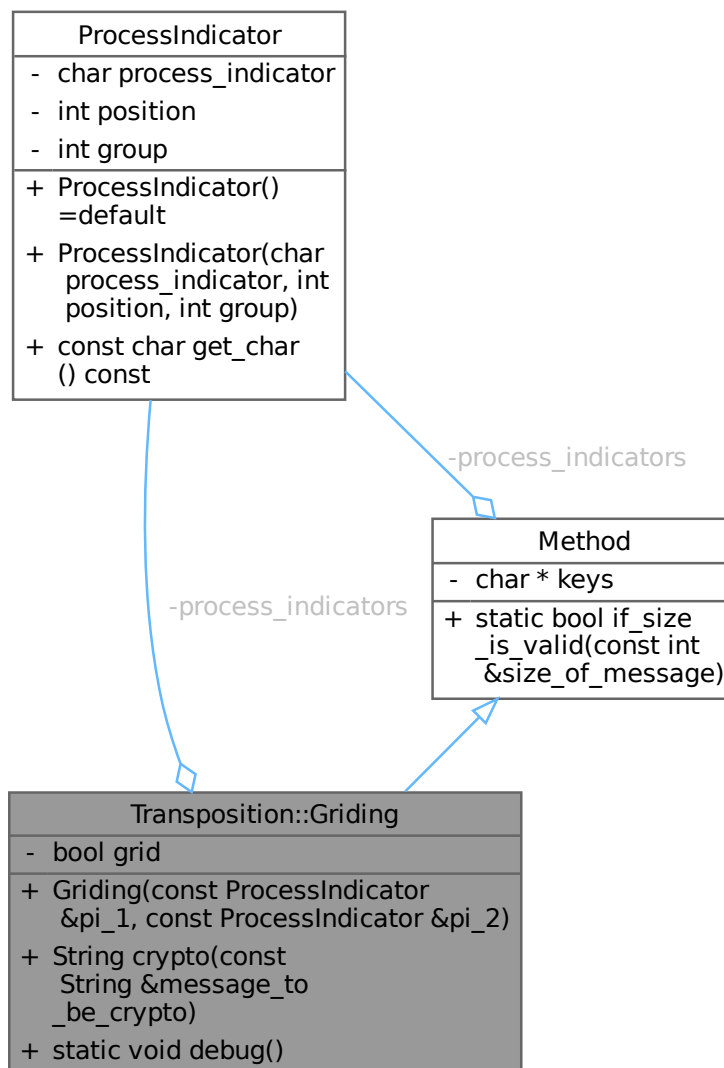 ProcessIndicator
- char process_indicator
- int position
- int group
+ ProcessIndicator()
=default
+ ProcessIndicator(char
process_indicator, int
position, int group)
+ const char get_char
() const
-process_indicators
Method
- char * keys
+ static bool if_size
_is_valid(const int
&size_of_message)
-process_indicators
Transposition::Griding
- bool grid
+ Griding(const ProcessIndicator
&pi_1, const ProcessIndicator &pi_2)
+ String crypto(const
String &message_to
_be_crypto)
+ static void debug()